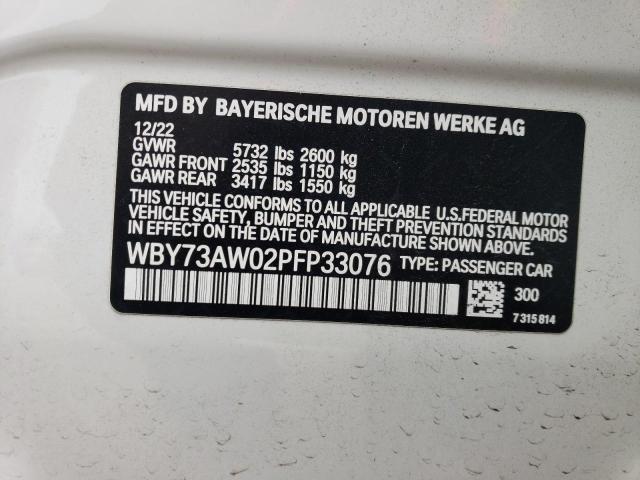 MFD BY BAYERISCHE MOTOREN WERKE AG
12/22
GVWR 5732 lbs 2600 kg
GAWR FRONT 2535 lbs 1150 kg
GAWR REAR 3417 lbs 1550 kg
THIS VEHICLE CONFORMS TO ALL APPLICABLE U.S.FEDERAL MOTOR
VEHICLE SAFETY, BUMPER AND THEFT PREVENTION STANDARDS
IN EFFECT ON THE DATE OF MANUFACTURE SHOWN ABOVE.
WBY73AW02PFP33076 TYPE: PASSENGER CAR
300
7 315 814